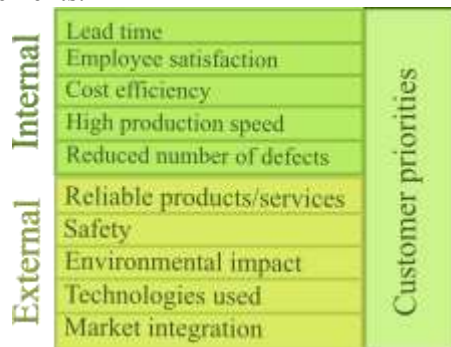 Internal
Lead time
Employee satisfaction
Cost efficiency
High production speed
Reduced number of defects
External
Reliable products/services
Safety
Environmental impact
Technologies used
Market integration
Customer priorities